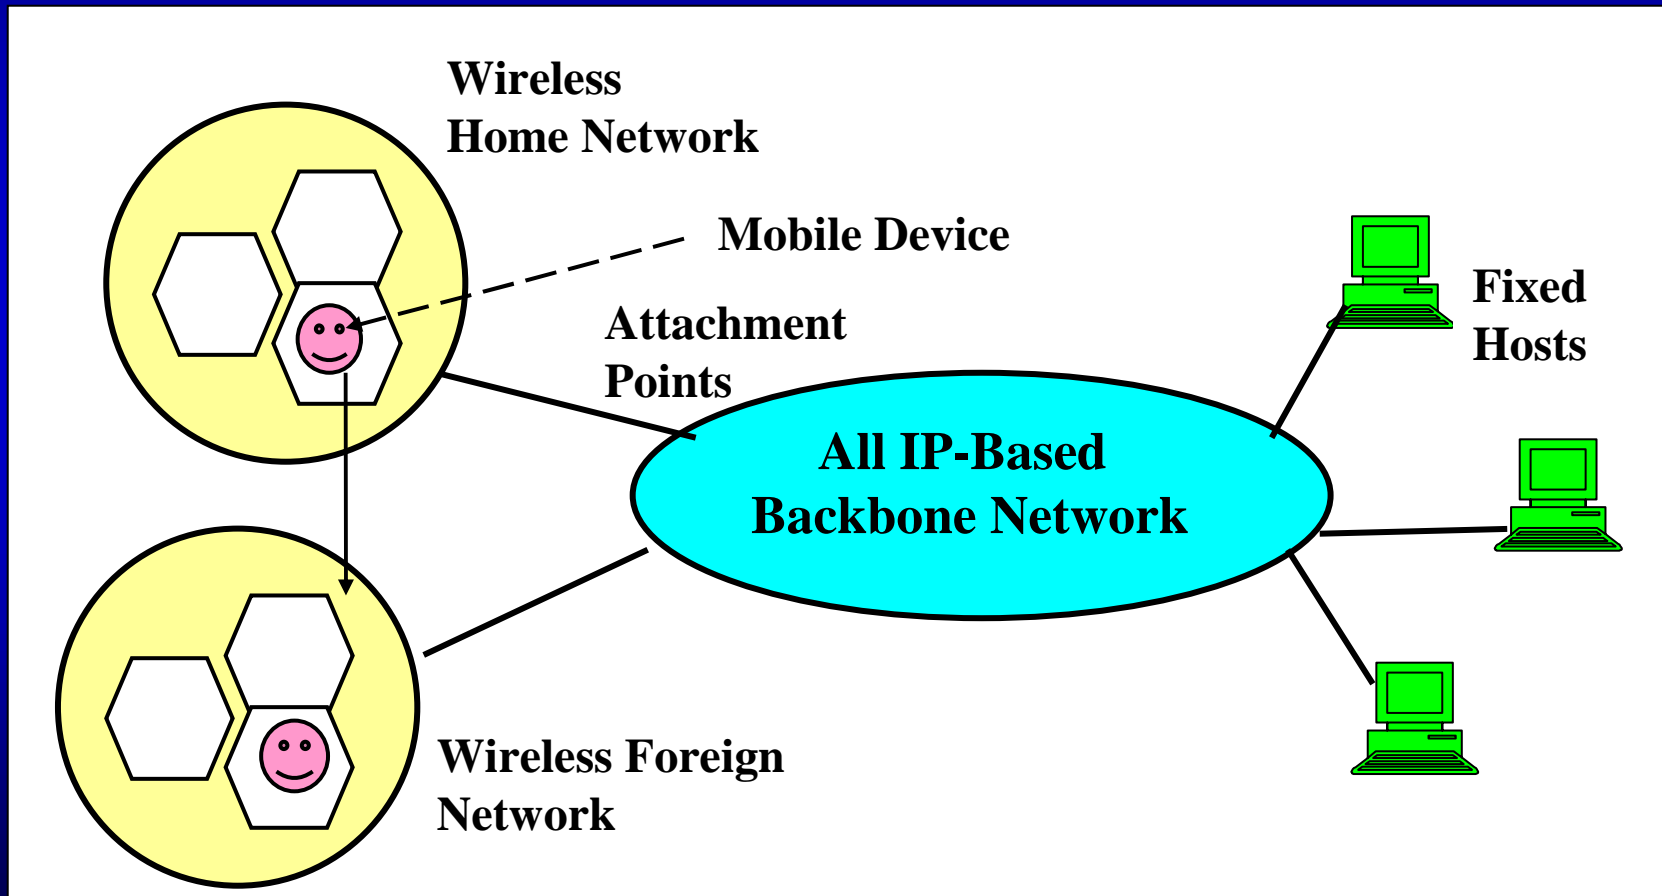 Wireless
Home Network
Mobile Device
Attachment
Points
Fixed
Hosts
All IP-Based
Backbone Network
Wireless Foreign
Network